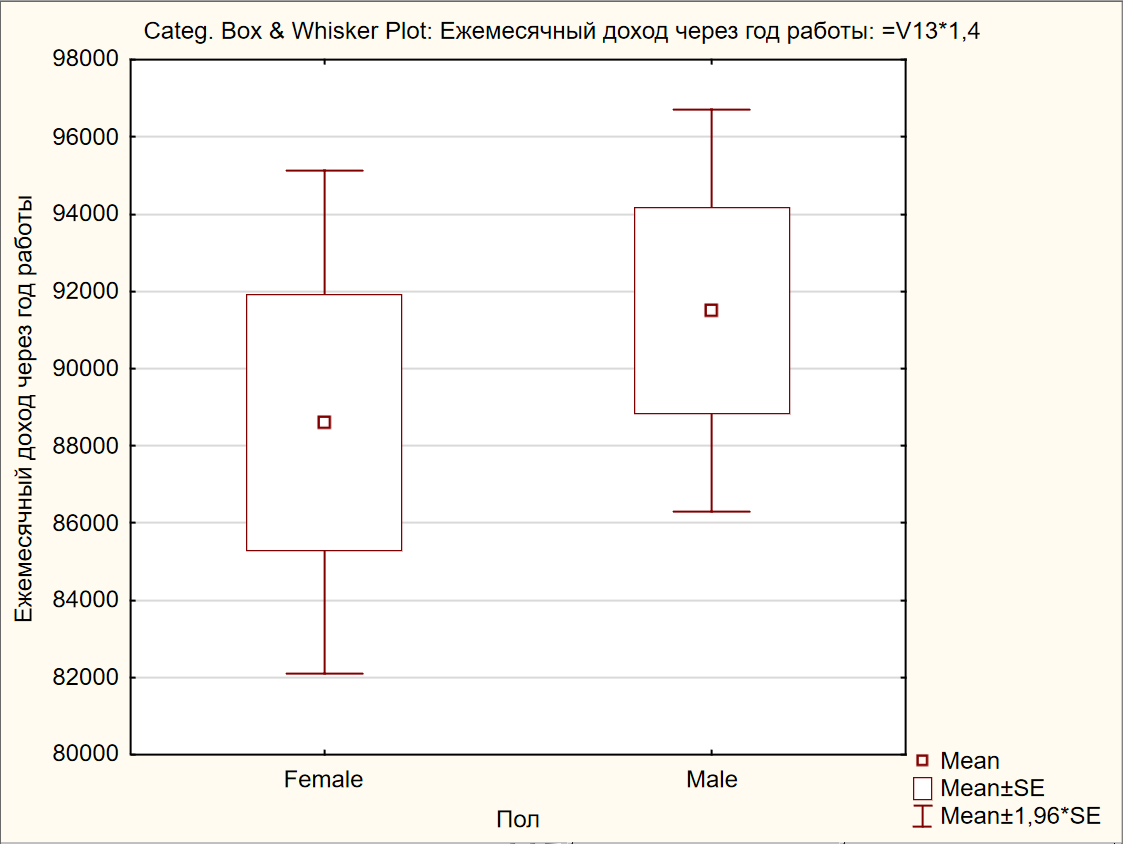 Categ. Box & Whisker Plot: Ежемесячный доход через год работы: =V13*1,4
Ежемесячный доход через год работы
98000
96000
94000
92000
90000
88000
86000
84000
82000
80000
Female
Male
Пол
Mean
Mean±SE
Mean±1,96*SE